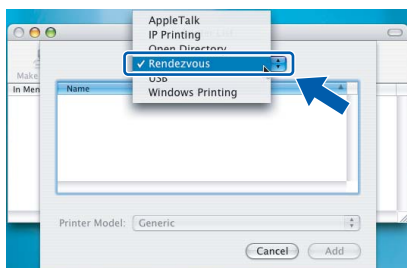 AppleTalk
IP Printing
Open Directory
✓ Rendezvous
USB
Windows Printing
Make
In Men
Name
Printer Model: Generic
Cancel Add